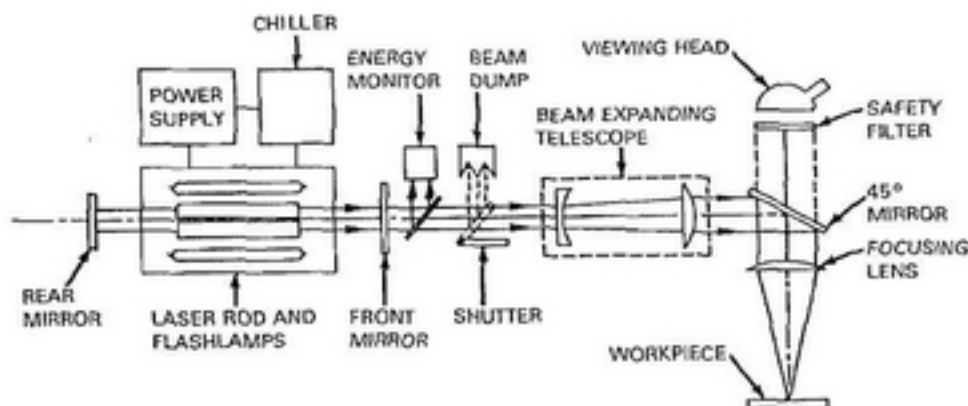 CHILLER
ENERGY
MONITOR
BEAM
DUMP
VIEWING HEAD
POWER
SUPPLY
BEAM EXPANDING
TELESCOPE
SAFETY
FILTER
45°
MIRROR
FOCUSING
LENS
REAR
MIRROR
LASER ROD AND
FLASHLAMPS
FRONT
MIRROR
SHUTTER
WORKPIECE